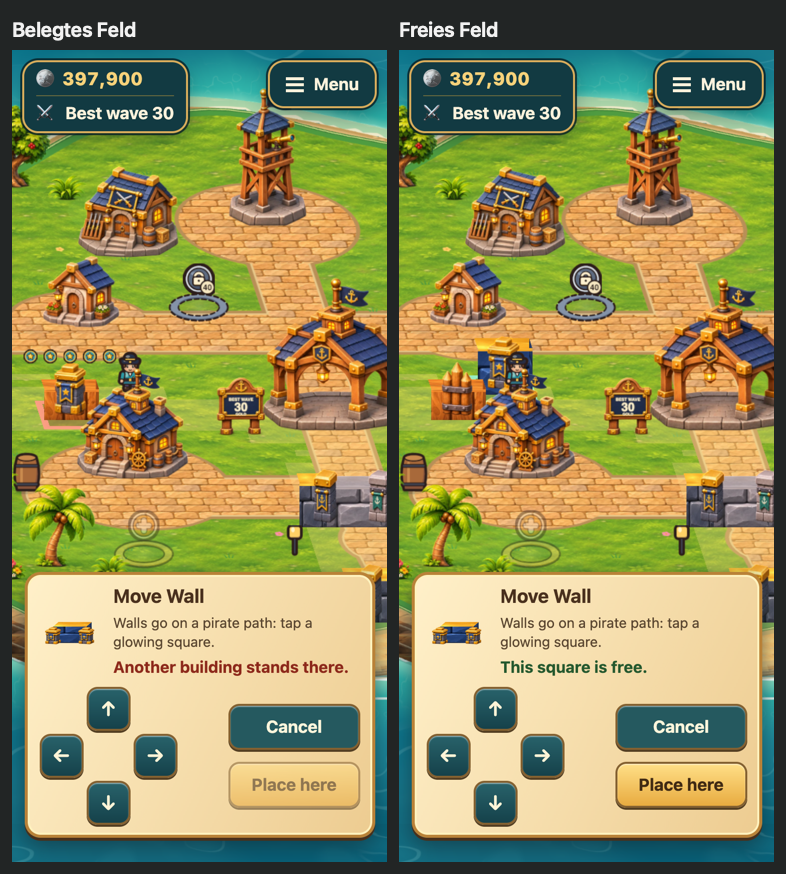 Belegtes Feld
397,900
Best wave 30
Menu
40
BEST WAVE
30
Move Wall
Walls go on a pirate path: tap a
glowing square.
Another building stands there.
Cancel
Place here
Freies Feld
397,900
Best wave 30
Menu
40
BEST WAVE
30
Move Wall
Walls go on a pirate path: tap a
glowing square.
This square is free.
Cancel
Place here